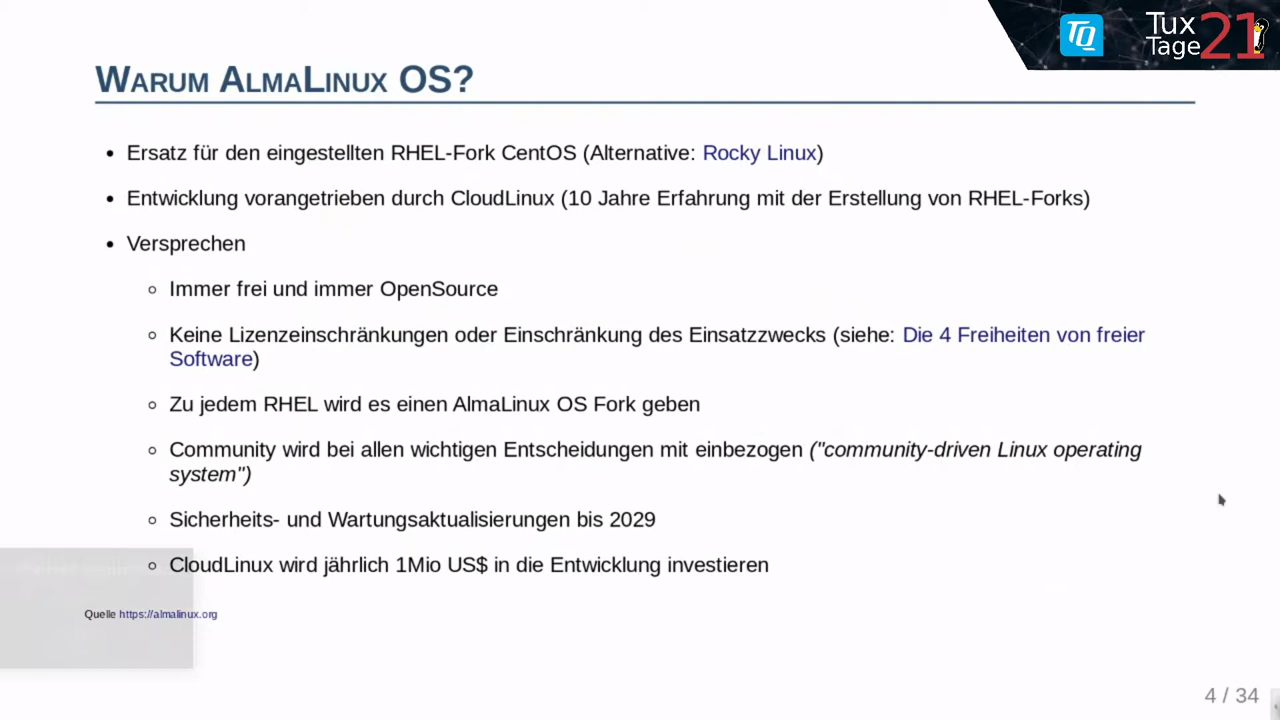 Tux
Tage 21
TQ
WARUM ALMALINUX OS?
• Ersatz für den eingestellten RHEL-Fork CentOS (Alternative: Rocky Linux)
• Entwicklung vorangetrieben durch CloudLinux (10 Jahre Erfahrung mit der Erstellung von RHEL-Forks)
• Versprechen
◦ Immer frei und immer OpenSource
◦ Keine Lizenzeinschränkungen oder Einschränkung des Einsatzzwecks (siehe: Die 4 Freiheiten von freier
Software)
◦ Zu jedem RHEL wird es einen AlmaLinux OS Fork geben
◦ Community wird bei allen wichtigen Entscheidungen mit einbezogen ("community-driven Linux operating
system")
◦ Sicherheits- und Wartungsaktualisierungen bis 2029
◦ CloudLinux wird jährlich 1Mio US$ in die Entwicklung investieren
Quelle https://almalinux.org
4 / 34